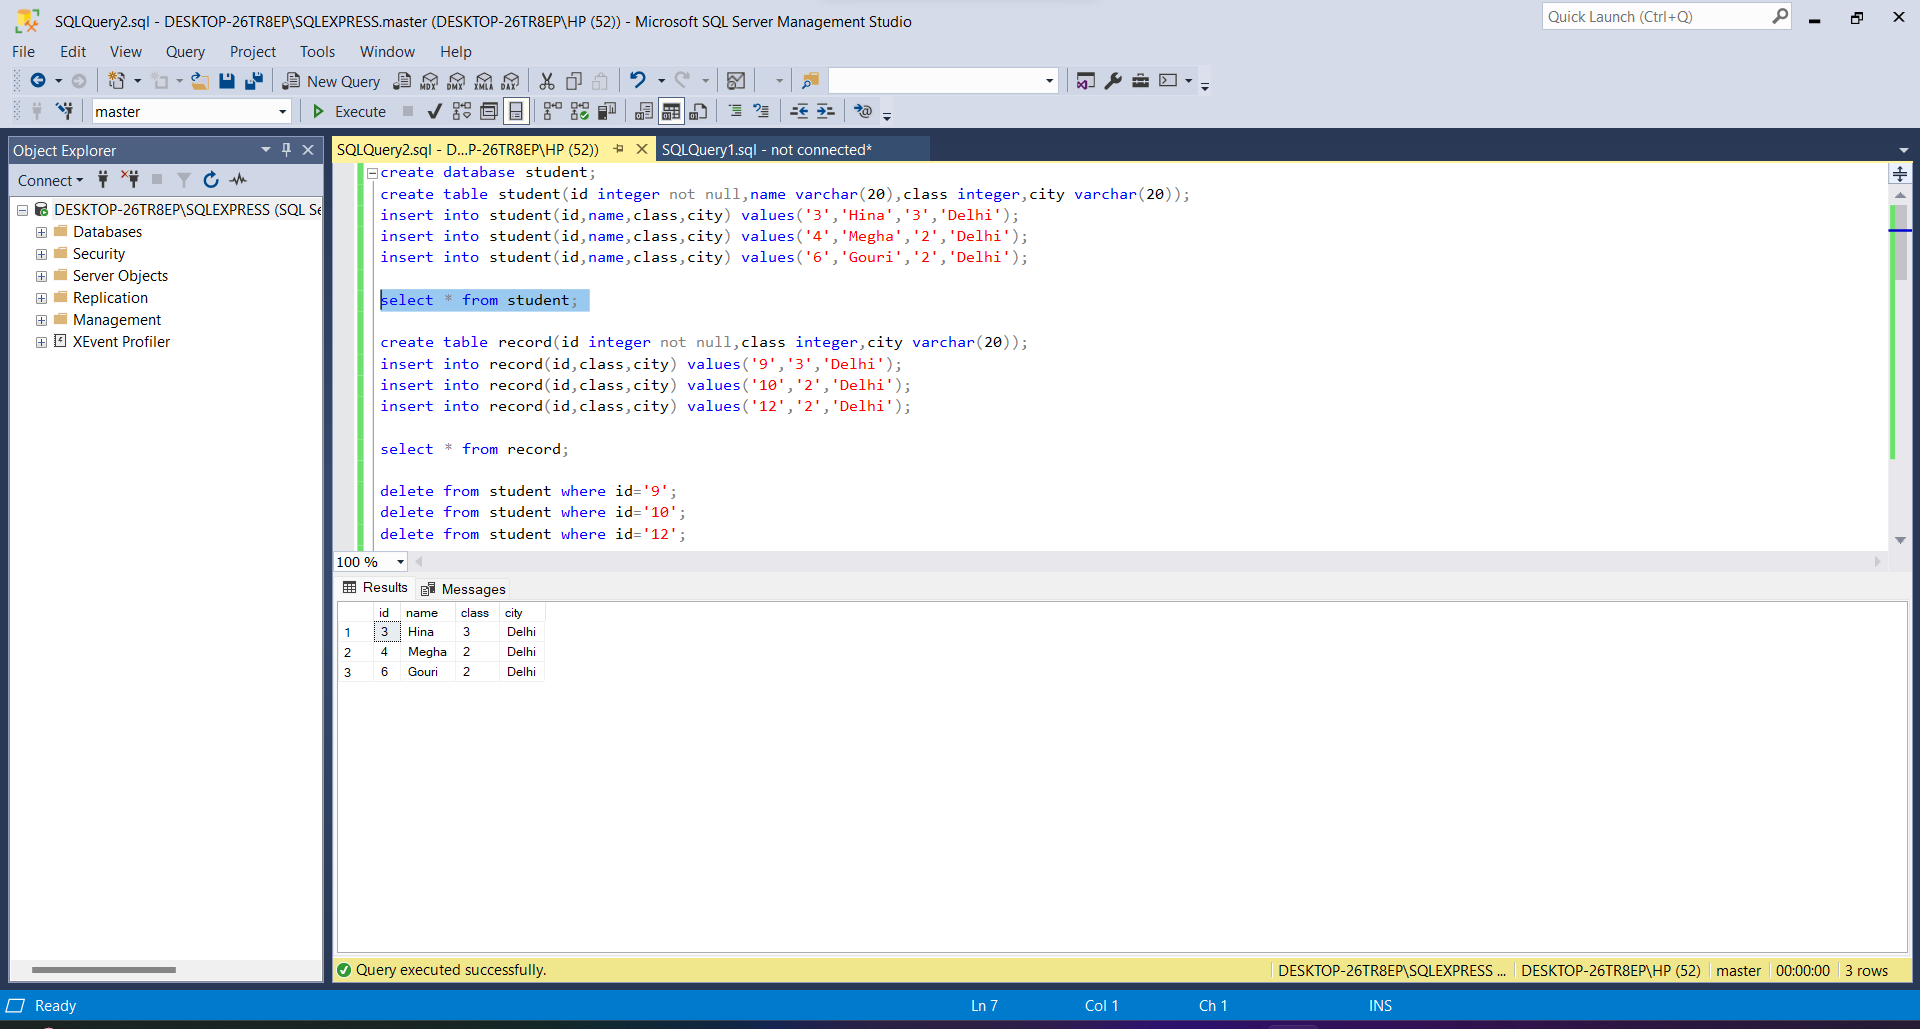 SQLQuery2.sql - DESKTOP-26TR8EP\SQLEXPRESS.master (DESKTOP-26TR8EP\HP (52)) - Microsoft SQL Server Management Studio
Quick Launch (Ctrl+Q)
File Edit View Query Project Tools Window Help
New Query MDX DMX XMLA DAX
master Execute
Object Explorer
Connect
DESKTOP-26TR8EP\SQLEXPRESS (SQL Se
Databases
Security
Server Objects
Replication
Management
XEvent Profiler
SQLQuery2.sql - D...P-26TR8EP\HP (52)) SQLQuery1.sql - not connected*
create database student;
create table student(id integer not null,name varchar(20),class integer,city varchar(20));
insert into student(id,name,class,city) values('3','Hina','3','Delhi');
insert into student(id,name,class,city) values('4','Megha','2','Delhi');
insert into student(id,name,class,city) values('6','Gouri','2','Delhi');
select * from student;
create table record(id integer not null,class integer,city varchar(20));
insert into record(id,class,city) values('9','3','Delhi');
insert into record(id,class,city) values('10','2','Delhi');
insert into record(id,class,city) values('12','2','Delhi');
select * from record;
delete from student where id='9';
delete from student where id='10';
delete from student where id='12';
100 %
Results Messages
id name class city
1 3 Hina 3 Delhi
2 4 Megha 2 Delhi
3 6 Gouri 2 Delhi
Query executed successfully. DESKTOP-26TR8EP\SQLEXPRESS ... DESKTOP-26TR8EP\HP (52) master 00:00:00 3 rows
Ready Ln 7 Col 1 Ch 1 INS